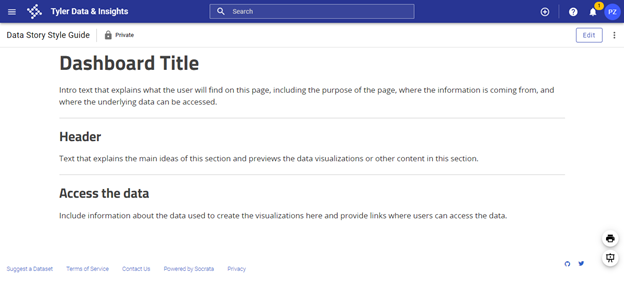 Tyler Data & Insights
Search
1
PZ
Data Story Style Guide
Private
Edit
Dashboard Title
Intro text that explains what the user will find on this page, including the purpose of the page, where the information is coming from, and
where the underlying data can be accessed.
Header
Text that explains the main ideas of this section and previews the data visualizations or other content in this section.
Access the data
Include information about the data used to create the visualizations here and provide links where users can access the data.
Suggest a Dataset
Terms of Service
Contact Us
Powered by Socrata
Privacy